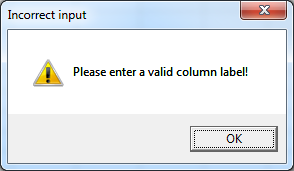 Incorrect input
Please enter a valid column label!
OK